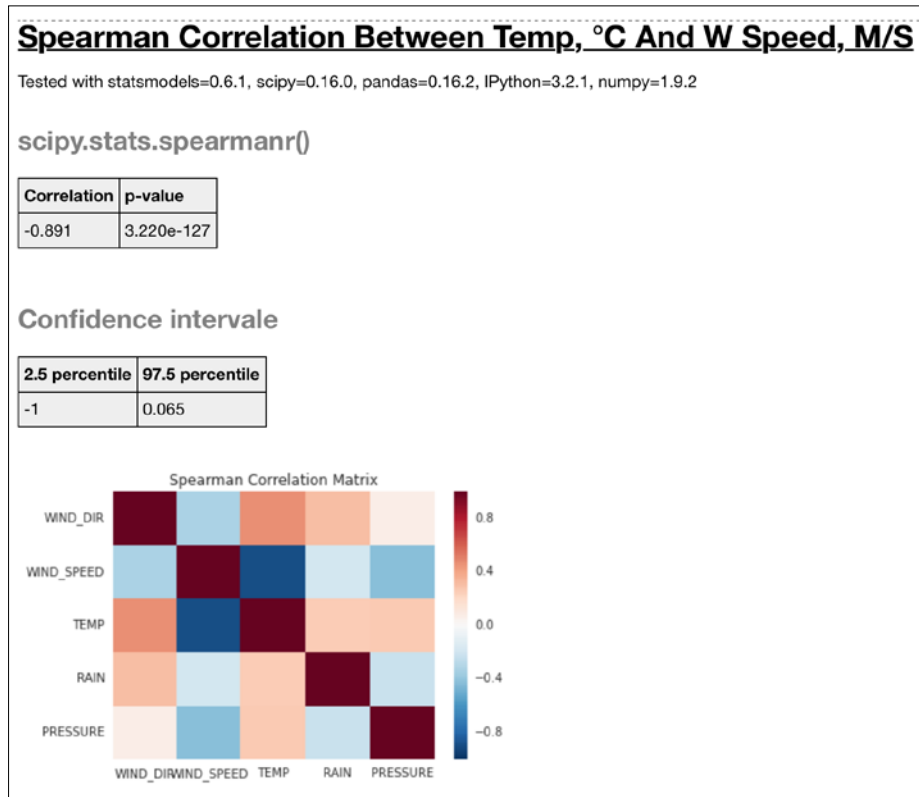 Spearman Correlation Between Temp, °C And W Speed, M/S
Tested with statsmodels=0.6.1, scipy=0.16.0, pandas=0.16.2, IPython=3.2.1, numpy=1.9.2
scipy.stats.spearmanr()
Correlation p-value
-0.891 3.220e-127
Confidence intervale
2.5 percentile 97.5 percentile
-1 0.065
Spearman Correlation Matrix
WIND_DIR
WIND_SPEED
TEMP
RAIN
PRESSURE
WIND_DIR WIND_SPEED TEMP RAIN PRESSURE
0.8
0.4
0.0
−0.4
−0.8